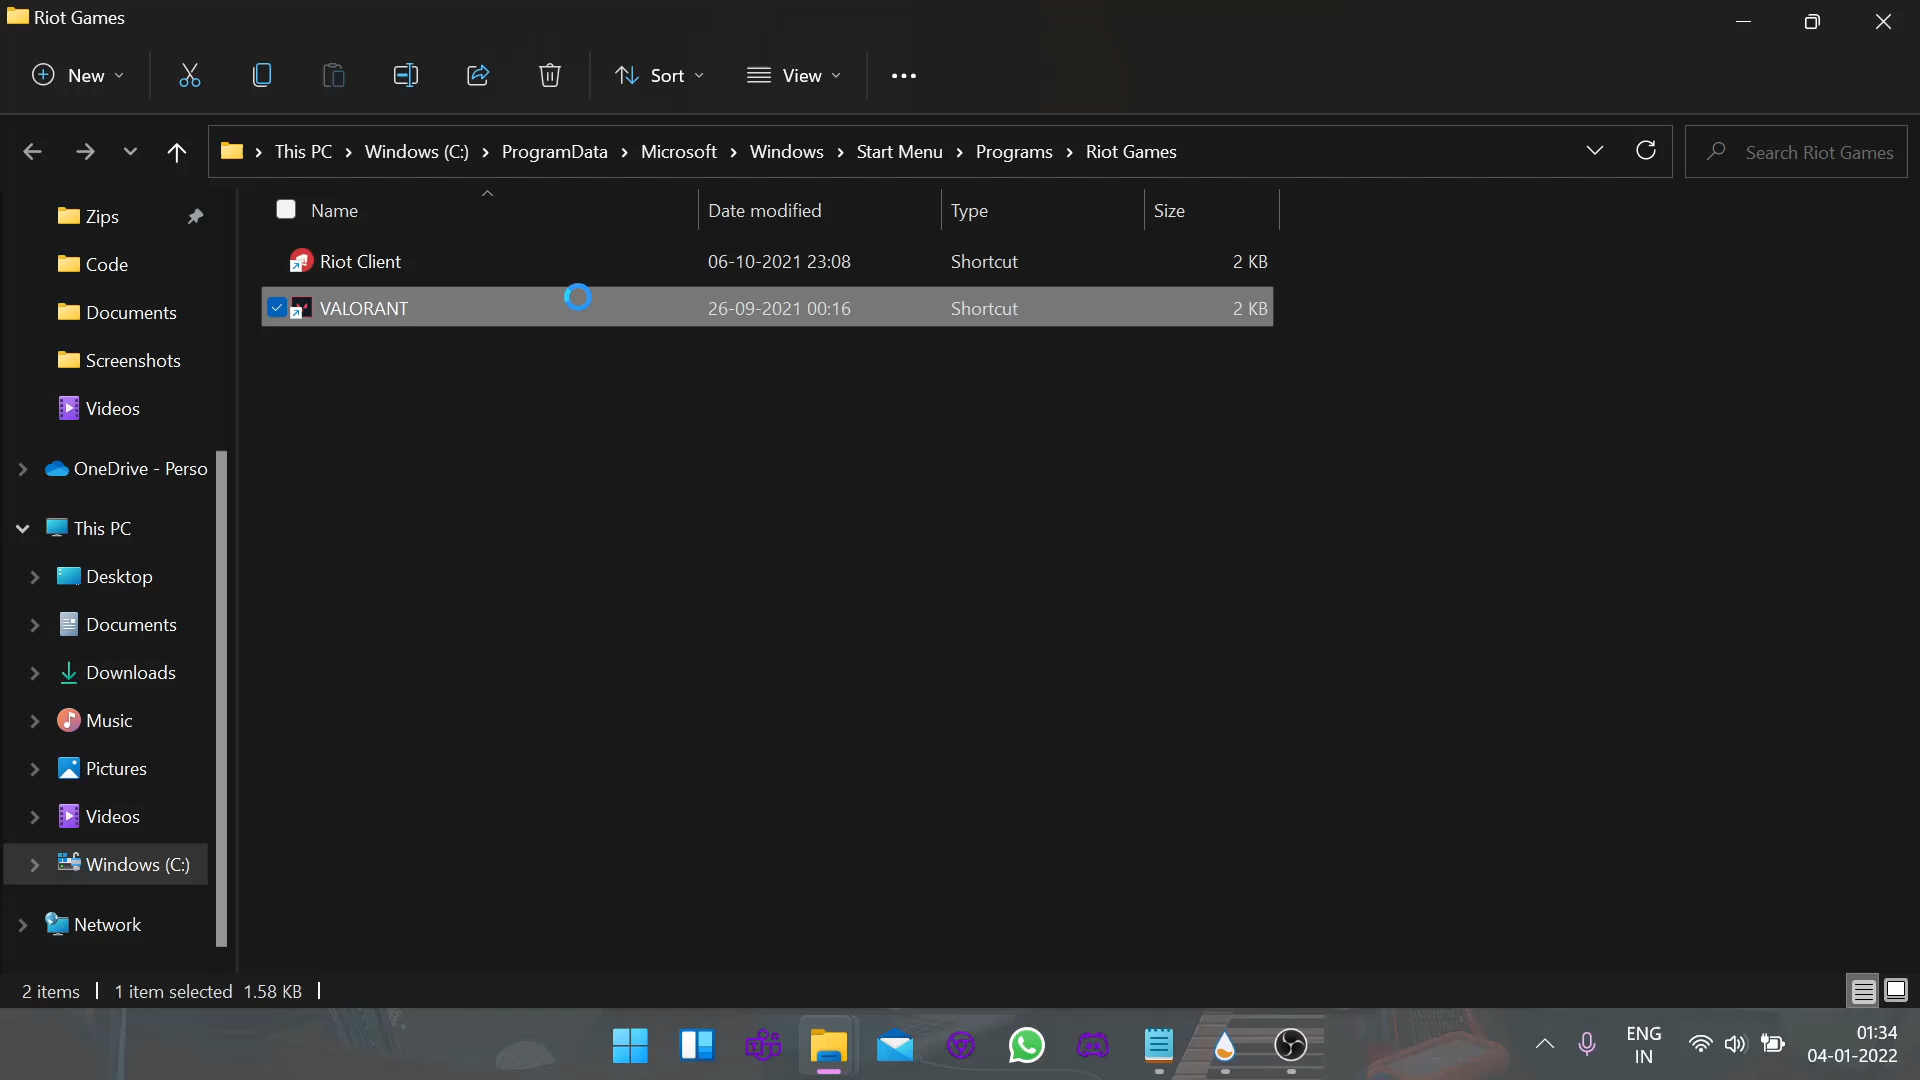 Riot Games
New
Sort
View
This PC > Windows (C:) > ProgramData > Microsoft > Windows > Start Menu > Programs > Riot Games
Search Riot Games
Name
Date modified
Type
Size
Riot Client
06-10-2021 23:08
Shortcut
2 KB
VALORANT
26-09-2021 00:16
Shortcut
2 KB
Zips
Code
Documents
Screenshots
Videos
OneDrive - Perso
This PC
Desktop
Documents
Downloads
Music
Pictures
Videos
Windows (C:)
Network
2 items
1 item selected 1.58 KB
ENG
IN
01:34
04-01-2022